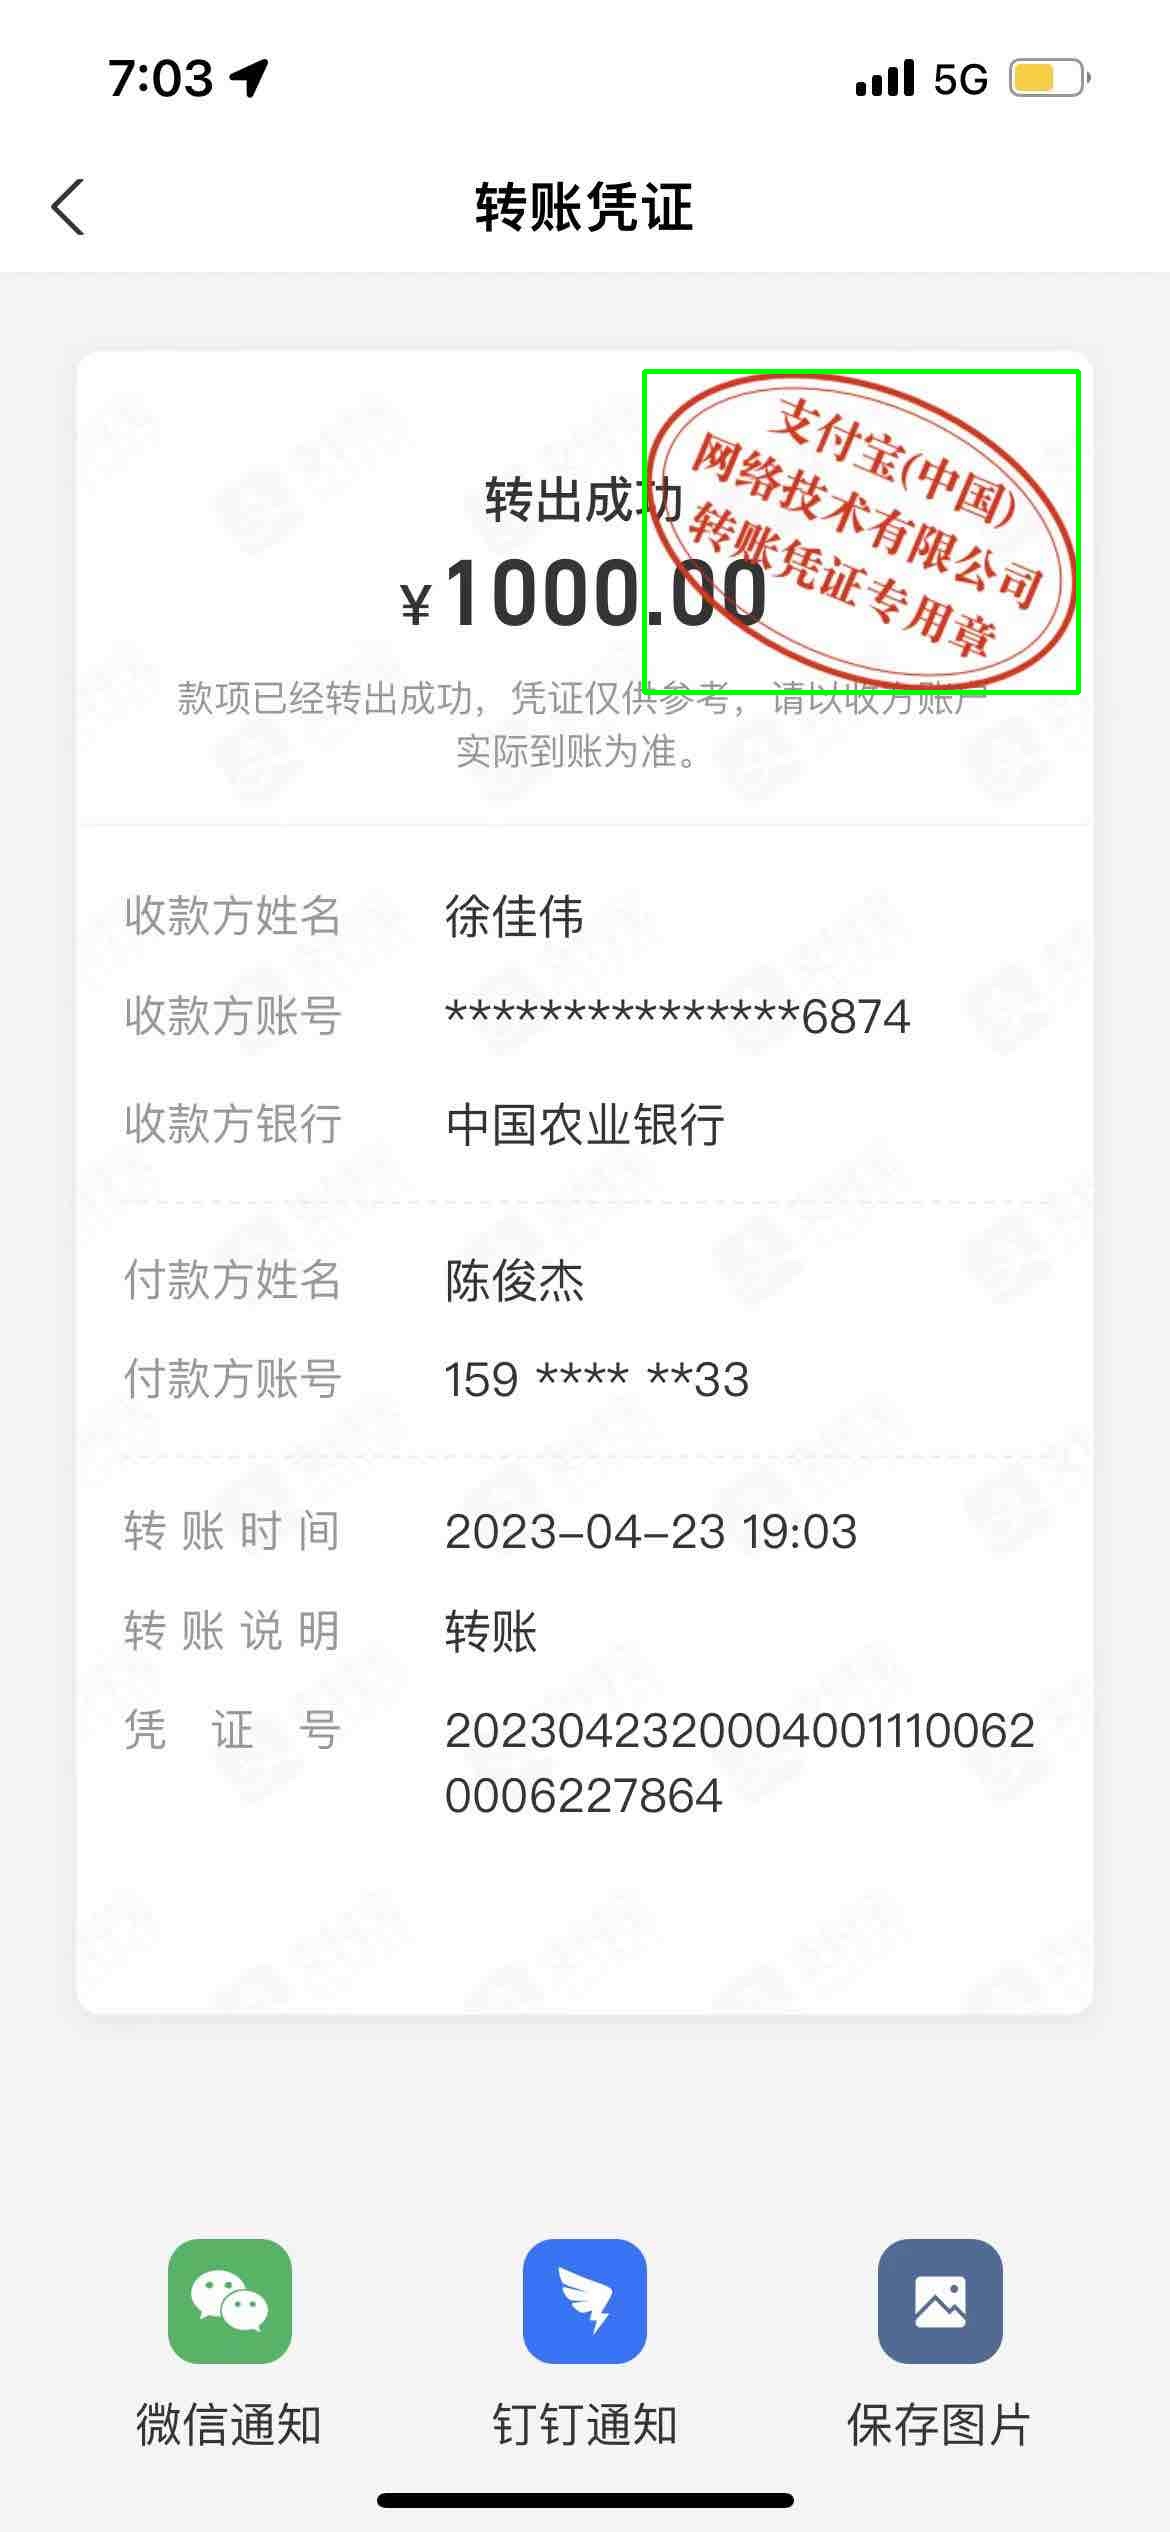 7:03
5G
转账凭证
支付宝(中国)
网络技术有限公司
转账凭证专用章
转出成功
¥1000.00
款项已经转出成功，凭证仅供参考，请以收方账户
实际到账为准。
收款方姓名 徐佳伟
收款方账号 ***************6874
收款方银行 中国农业银行
付款方姓名 陈俊杰
付款方账号 159 **** **33
转账时间 2023-04-23 19:03
转账说明 转账
凭证号 20230423200040011100620006227864
微信通知
钉钉通知
保存图片